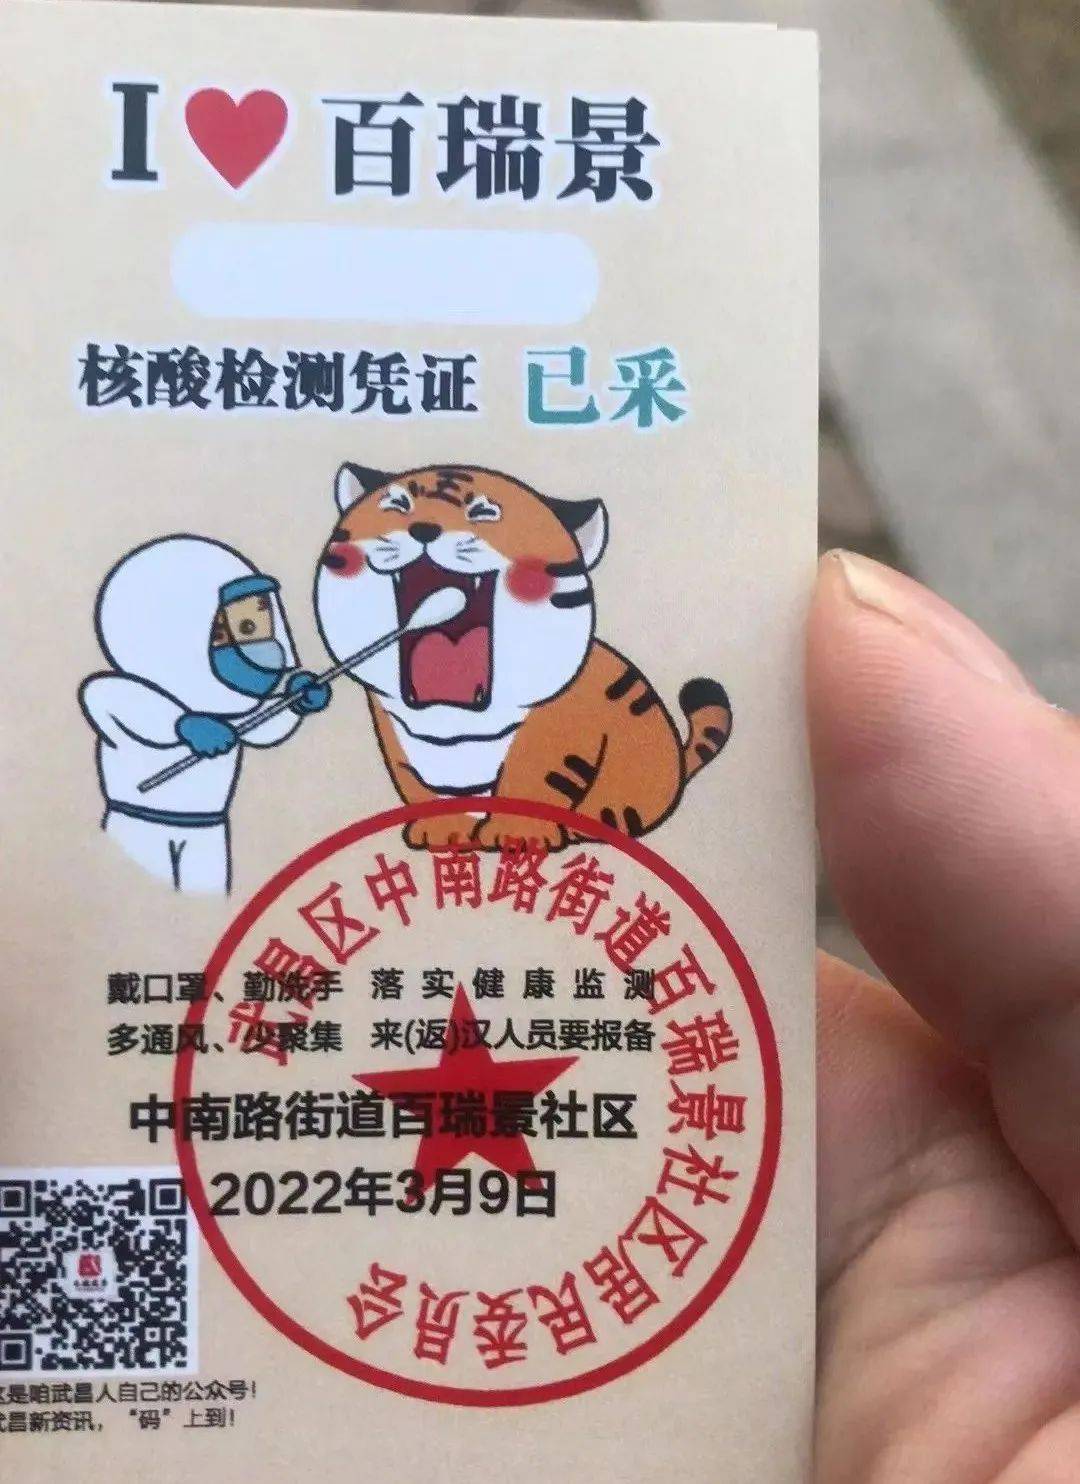 I❤百瑞景
核酸检测凭证 已采
王
武昌区中南路街道百瑞景社区居民委员会
戴口罩、勤洗手 落实健康监测
多通风、少聚集 来(返)汉人员要报备
中南路街道百瑞景社区
2022年3月9日
这是咱武昌人自己的公众号!
武昌新资讯，“码”上到!